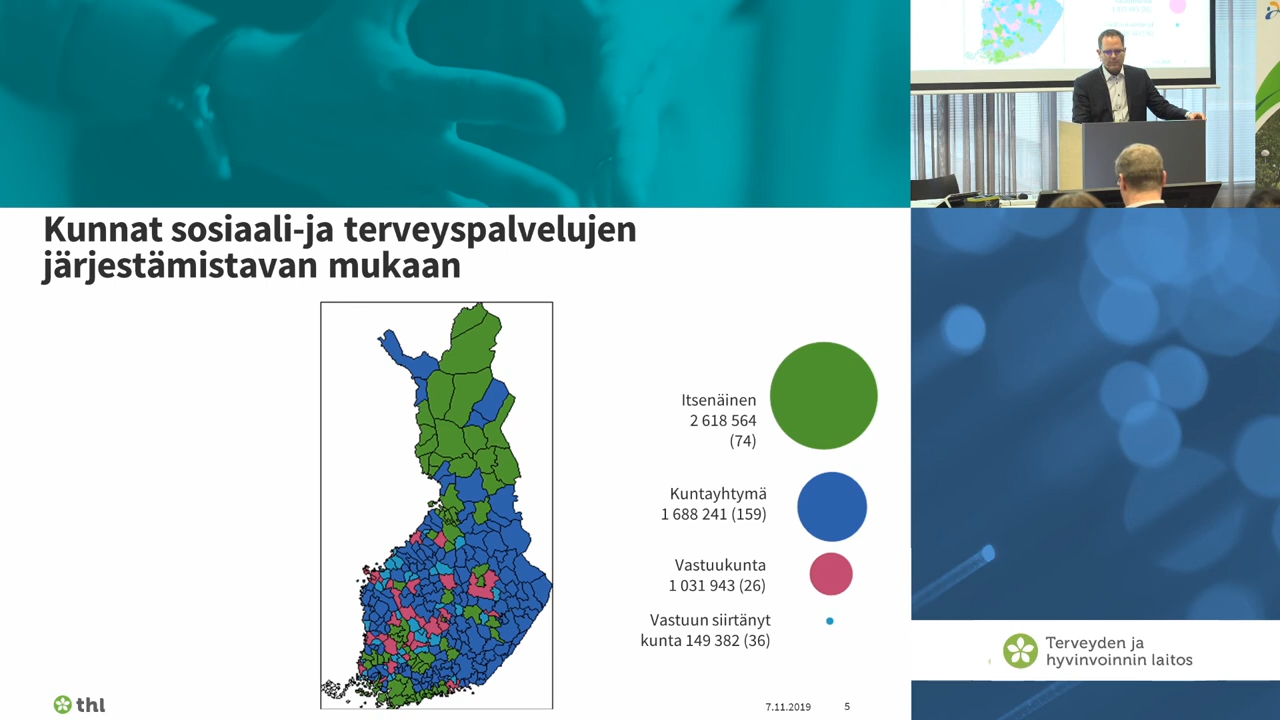 Kunnat sosiaali-ja terveyspalvelujen
järjestämistavan mukaan
Itsenäinen
2 618 564
(74)
Kuntayhtymä
1 688 241 (159)
Vastuukunta
1 031 943 (26)
Vastuun siirtänyt
kunta 149 382 (36)
thl
7.11.2019
5
Terveyden ja
hyvinvoinnin laitos